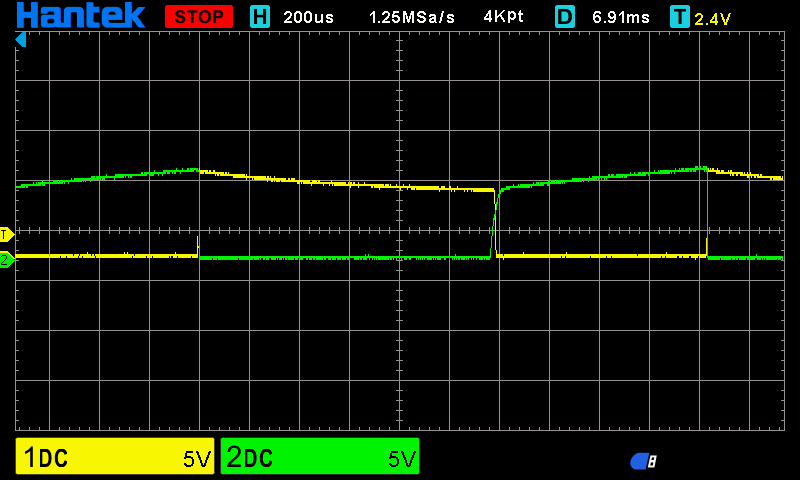 Hantek STOP H 200us 1.25MSa/s 4Kpt D 6.91ms T 2.4V
T
2
1DC 5V 2DC 5V